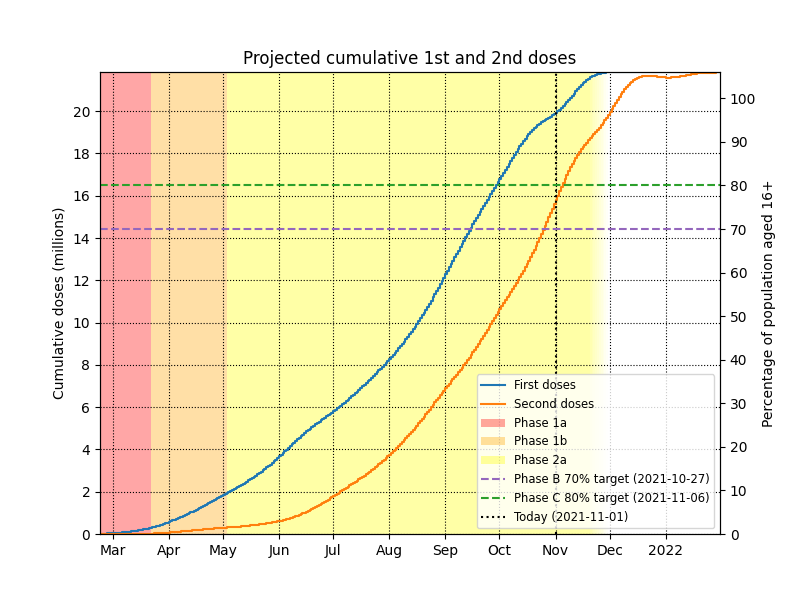 Projected cumulative 1st and 2nd doses
Cumulative doses (millions)
20
18
16
14
12
10
8
6
4
2
0
100
90
80
70
60
50
40
30
20
10
0
Percentage of population aged 16+
First doses
Second doses
Phase 1a
Phase 1b
Phase 2a
Phase B 70% target (2021-10-27)
Phase C 80% target (2021-11-06)
Today (2021-11-01)
Mar Apr May Jun Jul Aug Sep Oct Nov Dec 2022